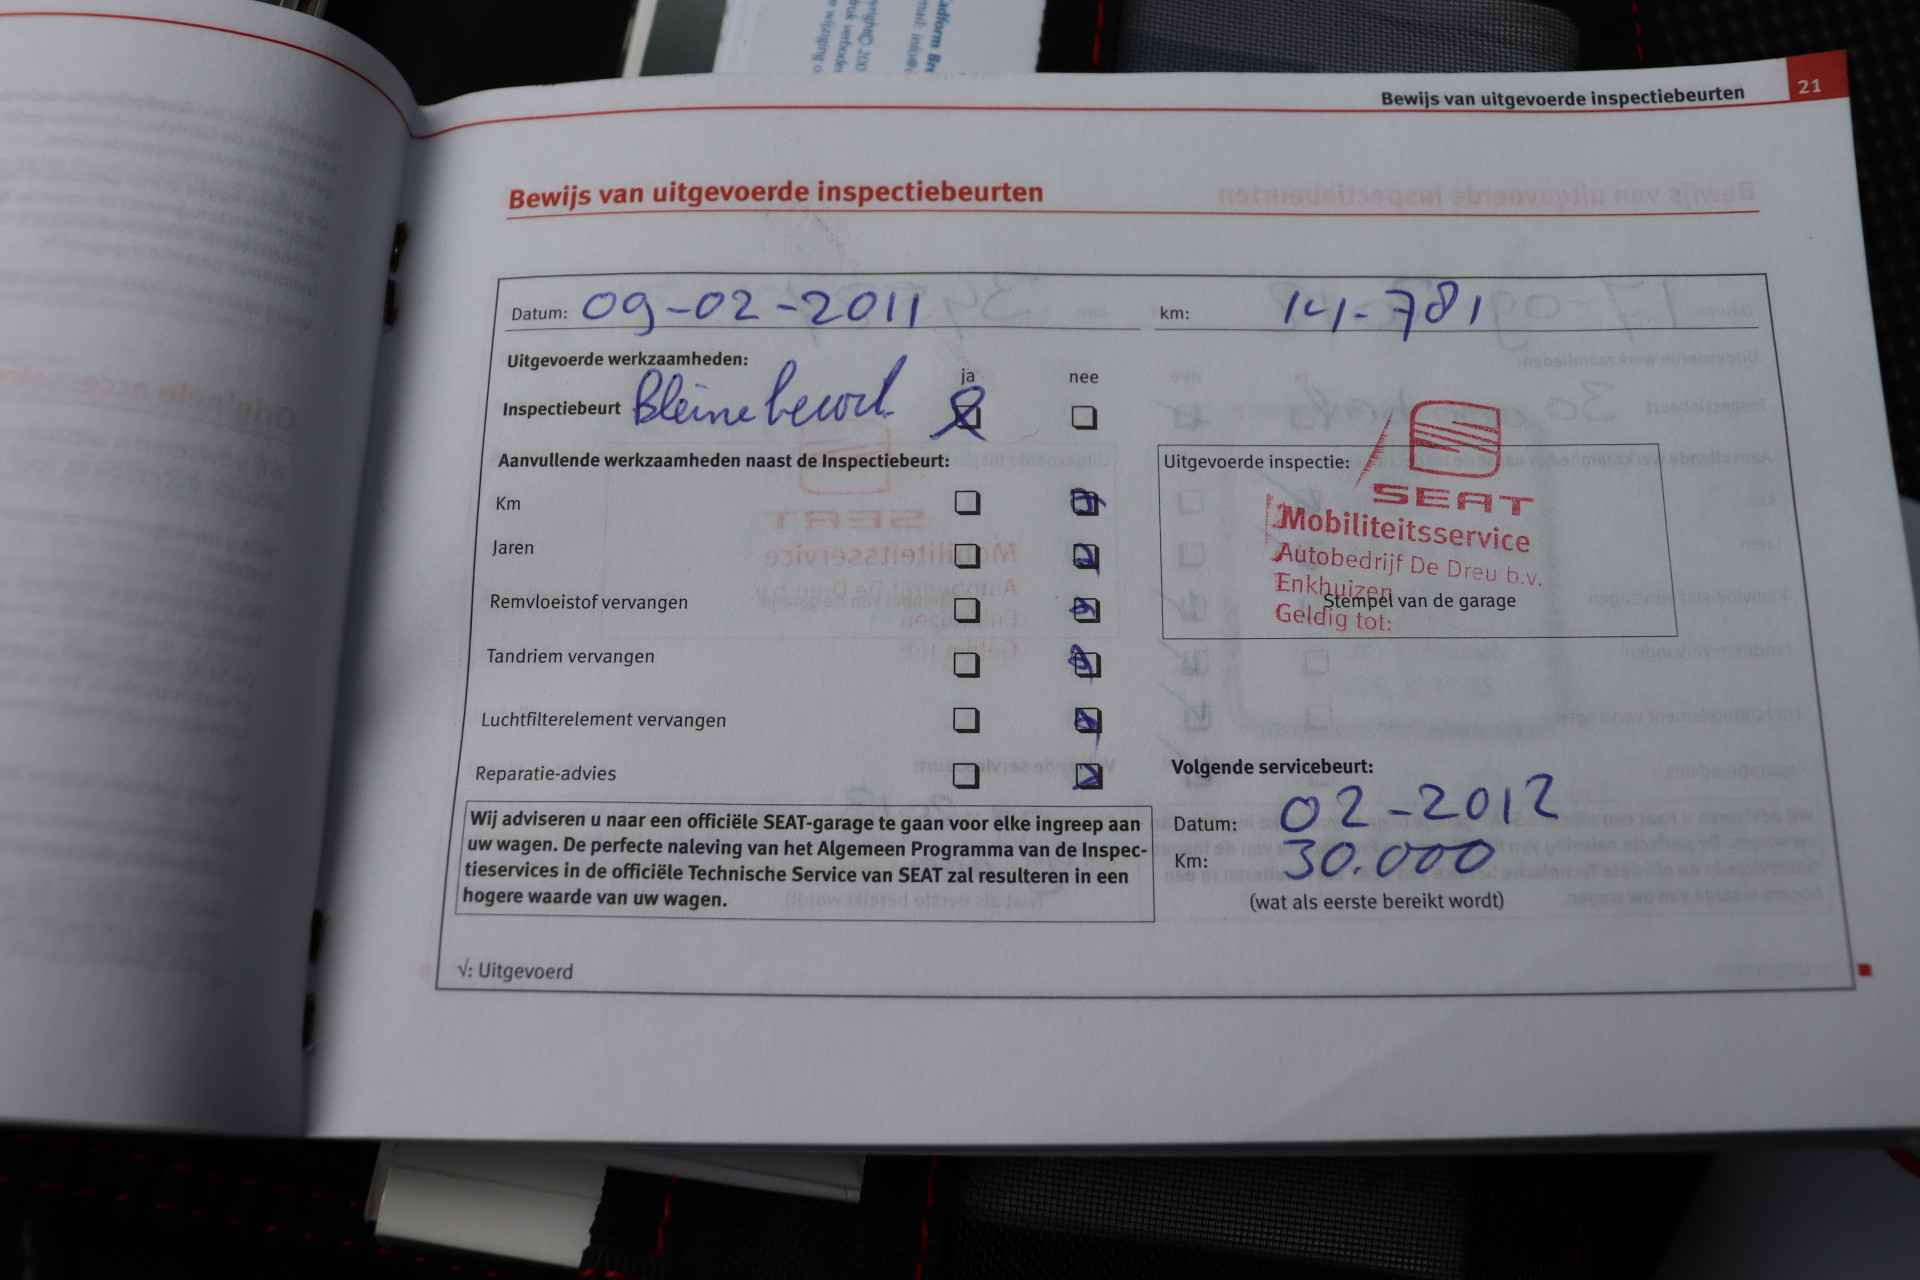 Bewijs van uitgevoerde inspectiebeurten 21
Bewijs van uitgevoerde inspectiebeurten
Datum: 09-02-2011 km: 14-781
Uitgevoerde werkzaamheden:
ja nee
Inspectiebeurt
Aanvullende werkzaamheden naast de Inspectiebeurt:
Km
Jaren
Remvloeistof vervangen
Tandriem vervangen
Luchtfilterelement vervangen
Reparatie-advies
Uitgevoerde inspectie:
SEAT
Mobiliteitsservice
Autobedrijf De Dreu b.v.
Enkhuizen
Stempel van de garage
Geldig tot:
Volgende servicebeurt:
Datum: 02-2012
Km: 30.000
(wat als eerste bereikt wordt)
Wij adviseren u naar een officiële SEAT-garage te gaan voor elke ingreep aan
uw wagen. De perfecte naleving van het Algemeen Programma van de Inspec-
tieservices in de officiële Technische Service van SEAT zal resulteren in een
hogere waarde van uw wagen.
√: Uitgevoerd